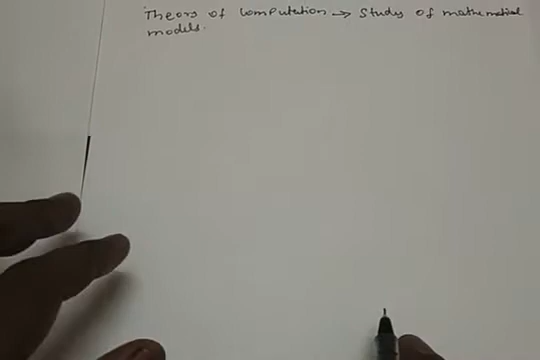 Theory of Computation → Study of mathematical
models.